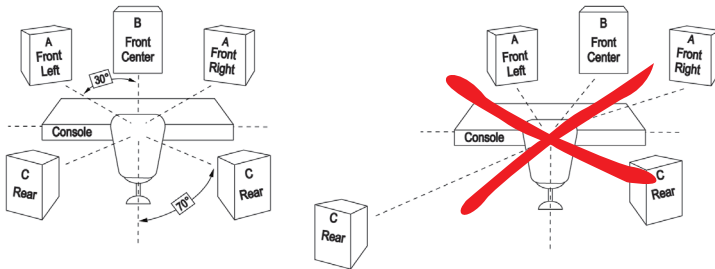 A
Front
Left
B
Front
Center
A
Front
Right
30°
Console
C
Rear
C
Rear
70°
A
Front
Left
B
Front
Center
A
Front
Right
Console
C
Rear
C
Rear